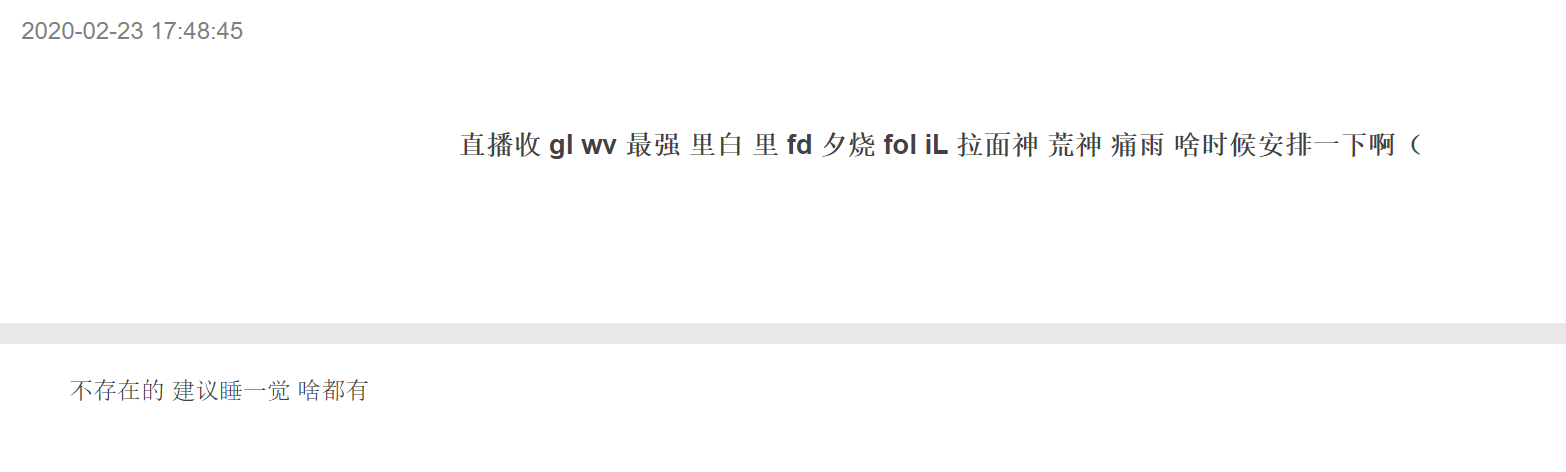 2020-02-23 17:48:45
直播收 gl wv 最强 里白 里 fd 夕烧 fol iL 拉面神 荒神 痛雨 啥时候安排一下啊（
不存在的 建议睡一觉 啥都有